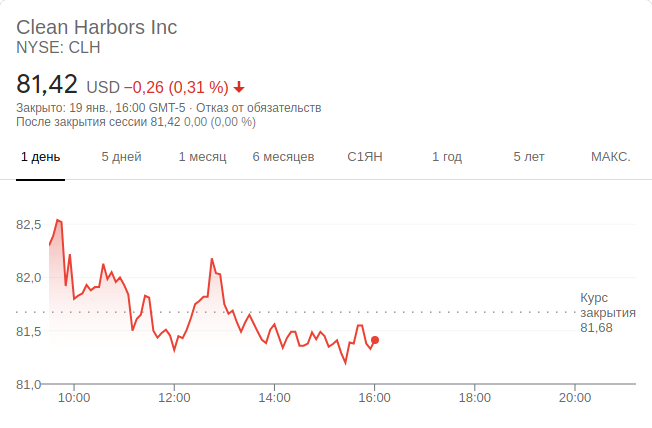 Clean Harbors Inc
NYSE: CLH
81,42 USD −0,26 (0,31 %)
Закрыто: 19 янв., 16:00 GMT-5 · Отказ от обязательств
После закрытия сессии 81,42 0,00 (0,00 %)
1 день 5 дней 1 месяц 6 месяцев С1ЯН 1 год 5 лет МАКС.
82,5
82,0
81,5
81,0
Курс
закрытия
81,68
10:00 12:00 14:00 16:00 18:00 20:00